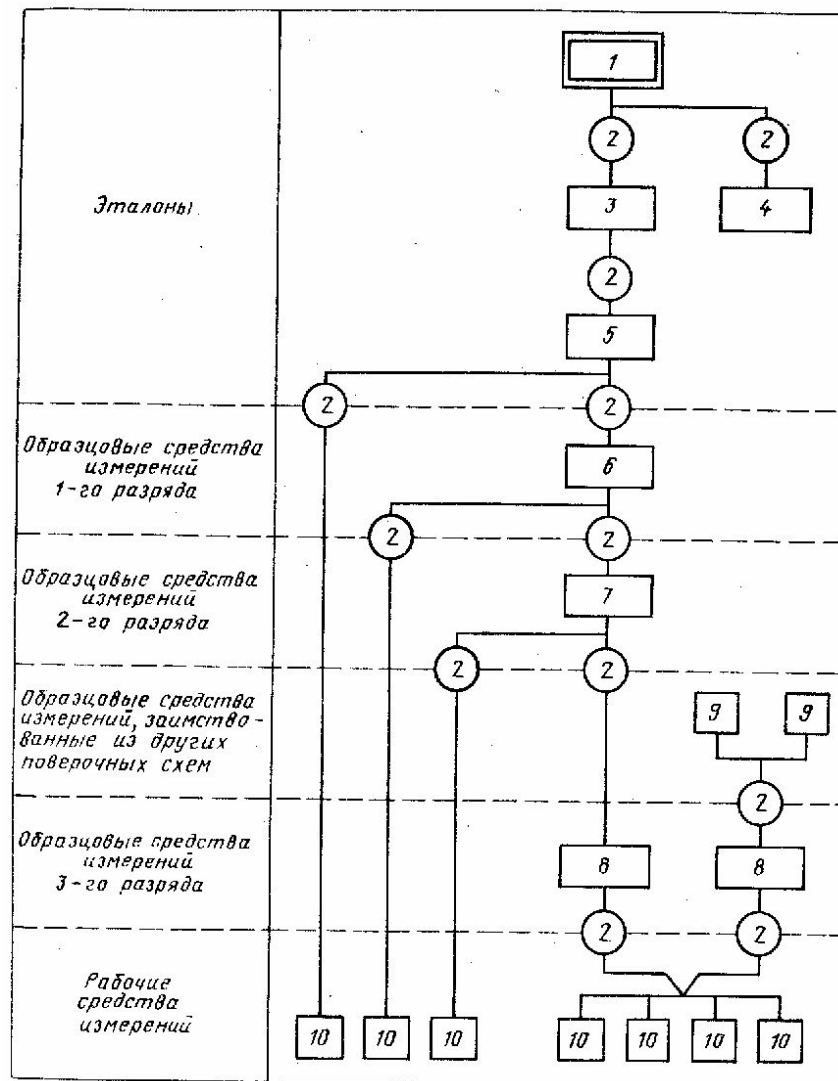 1
2 2
Эталоны
3 4
2
5
2 2
Образцовые средства
измерений
1-го разряда
6
2 2
Образцовые средства
измерений
2-го разряда
7
2 2
Образцовые средства
измерений, заимство-
ванные из других
поверочных схем
9 9
2
Образцовые средства
измерений
3-го разряда
8 8
2 2
Рабочие
средства
измерений
10 10 10 10 10 10 10